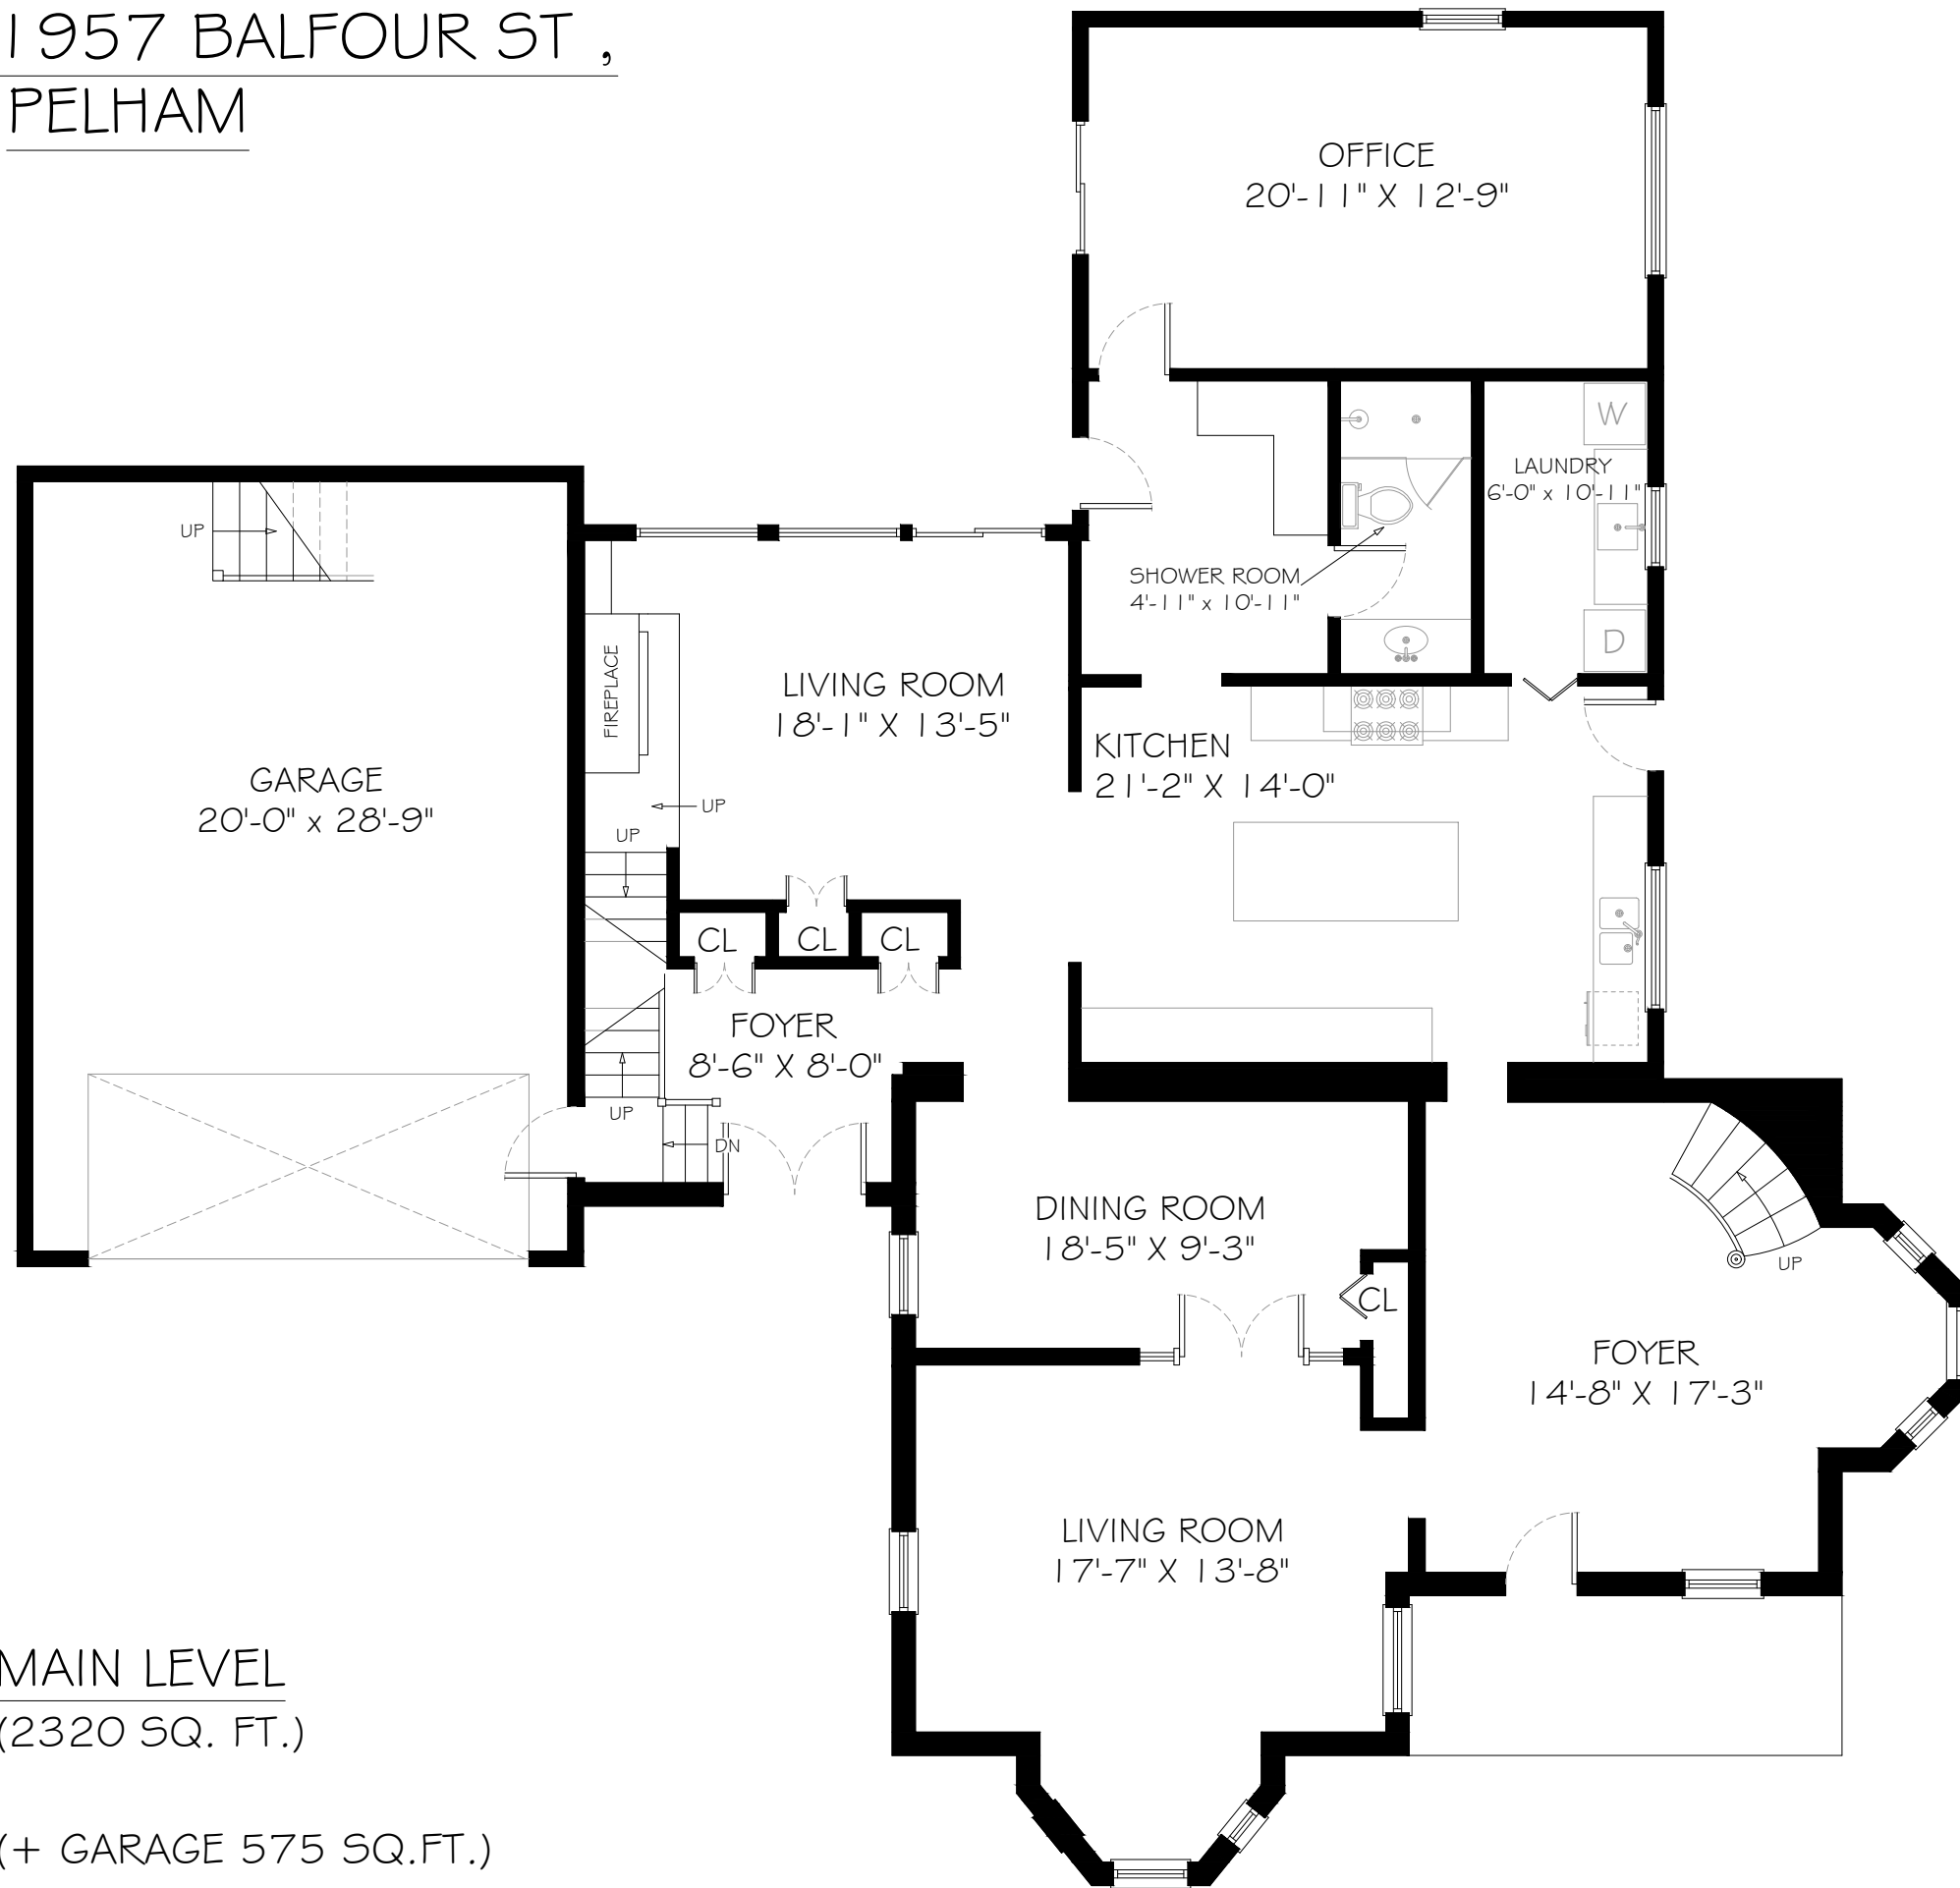 1957 BALFOUR ST ,
PELHAM
OFFICE
20'-11" X 12'-9"
W
LAUNDRY
6'-0" x 10'-11"
UP
SHOWER ROOM
4'-11" x 10'-11"
D
FIREPLACE
LIVING ROOM
18'-1" X 13'-5"
KITCHEN
21'-2" X 14'-0"
GARAGE
20'-0" x 28'-9"
UP
UP
CL
CL
CL
FOYER
8'-6" X 8'-0"
UP
DN
DINING ROOM
18'-5" X 9'-3"
UP
CL
FOYER
14'-8" X 17'-3"
LIVING ROOM
17'-7" X 13'-8"
MAIN LEVEL
(2320 SQ. FT.)
(+ GARAGE 575 SQ.FT.)